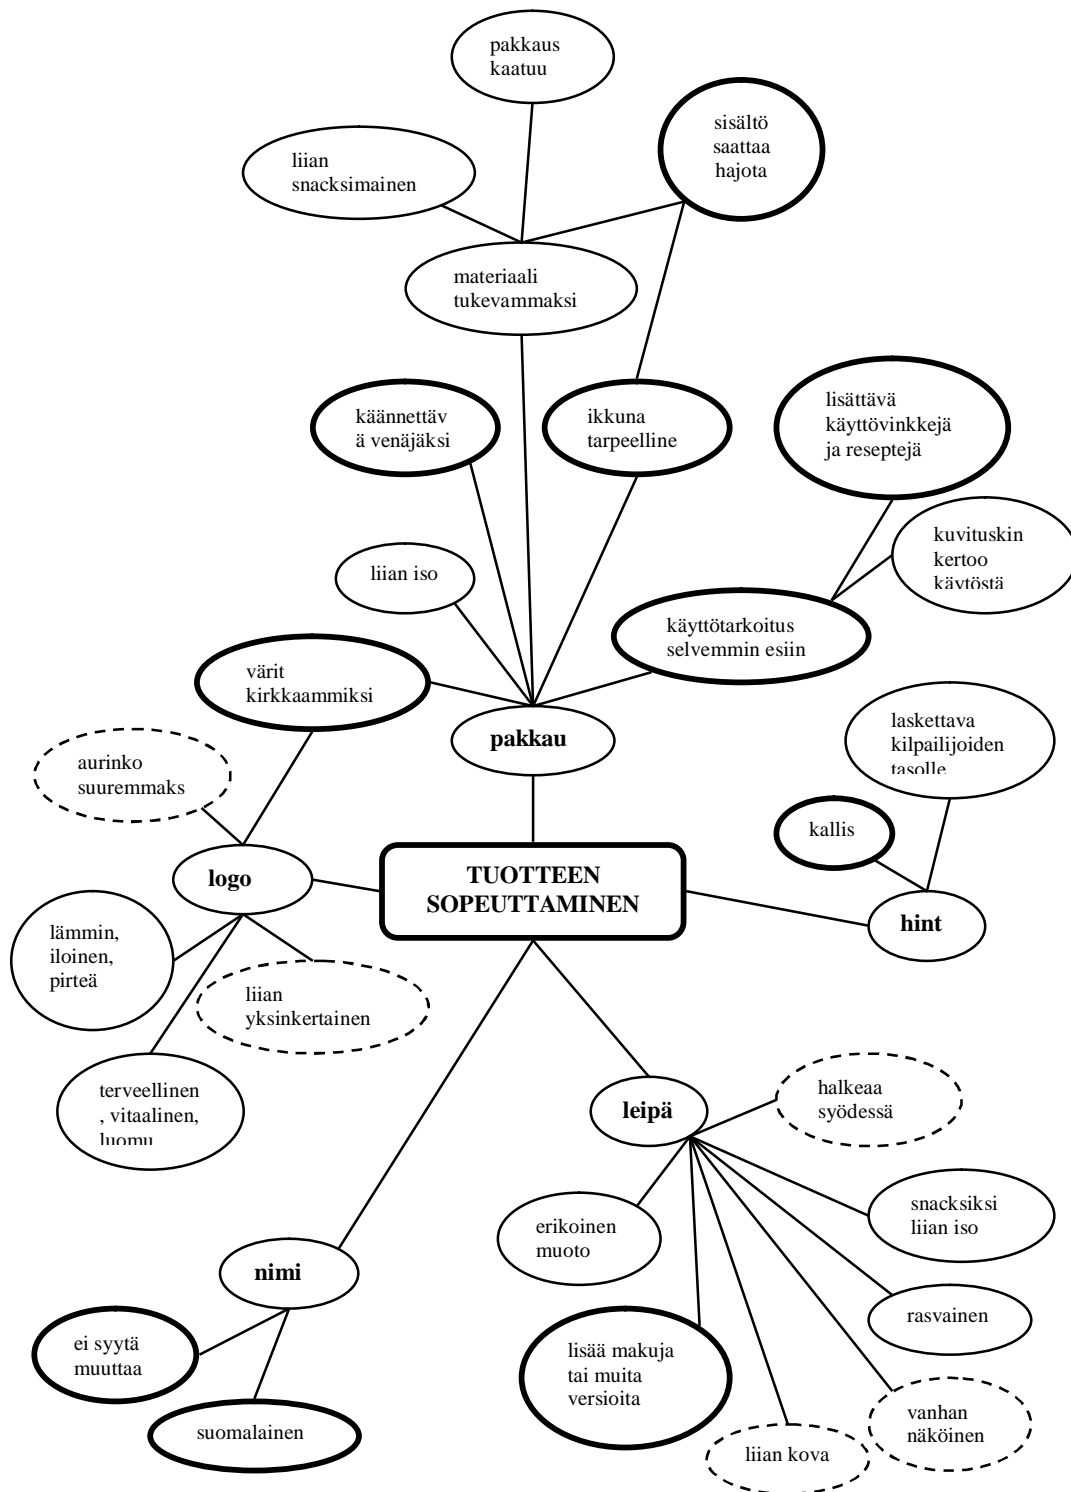 pakkaus
kaatuu
sisältö
saattaa
hajota
liian
snacksimainen
materiaali
tukevammaksi
käännettäv
ä venäjäksi
ikkuna
tarpeelline
lisättävä
käyttövinkkejä
ja reseptejä
kuvituskin
kertoo
käytöstä
liian iso
käyttötarkoitus
selvemmin esiin
värit
kirkkaammiksi
pakkau
laskettava
kilpailijoiden
tasolle
aurinko
suuremmaks
kallis
logo
TUOTTEEN
SOPEUTTAMINEN
hint
lämmin,
iloinen,
pirteä
liian
yksinkertainen
terveellinen
, vitaalinen,
luomu
leipä
halkeaa
syödessä
erikoinen
muoto
snacksiksi
liian iso
nimi
rasvainen
ei syytä
muuttaa
lisää makuja
tai muita
versioita
vanhan
näköinen
suomalainen
liian kova